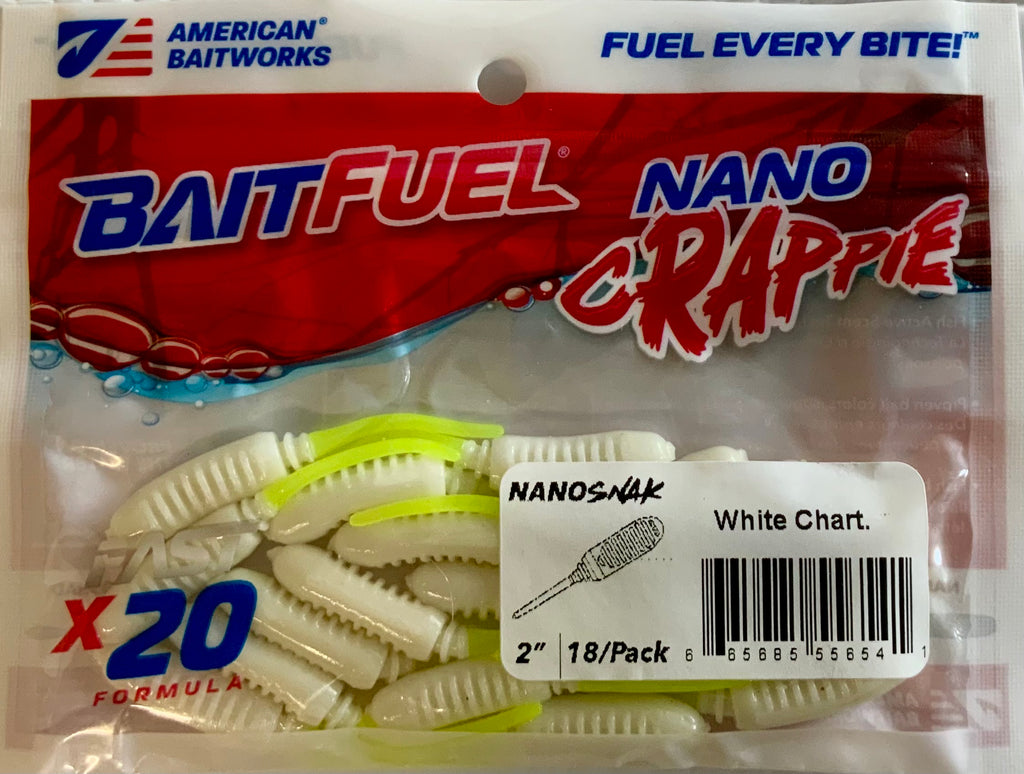 AMERICAN®
BAITWORKS
FUEL EVERY BITE!™
BAITFUEL®
NANO
CRAPPIE
NANOSNAK
White Chart.
FAST
X20
FORMULA
2" 18/Pack
6 65685 55654 1